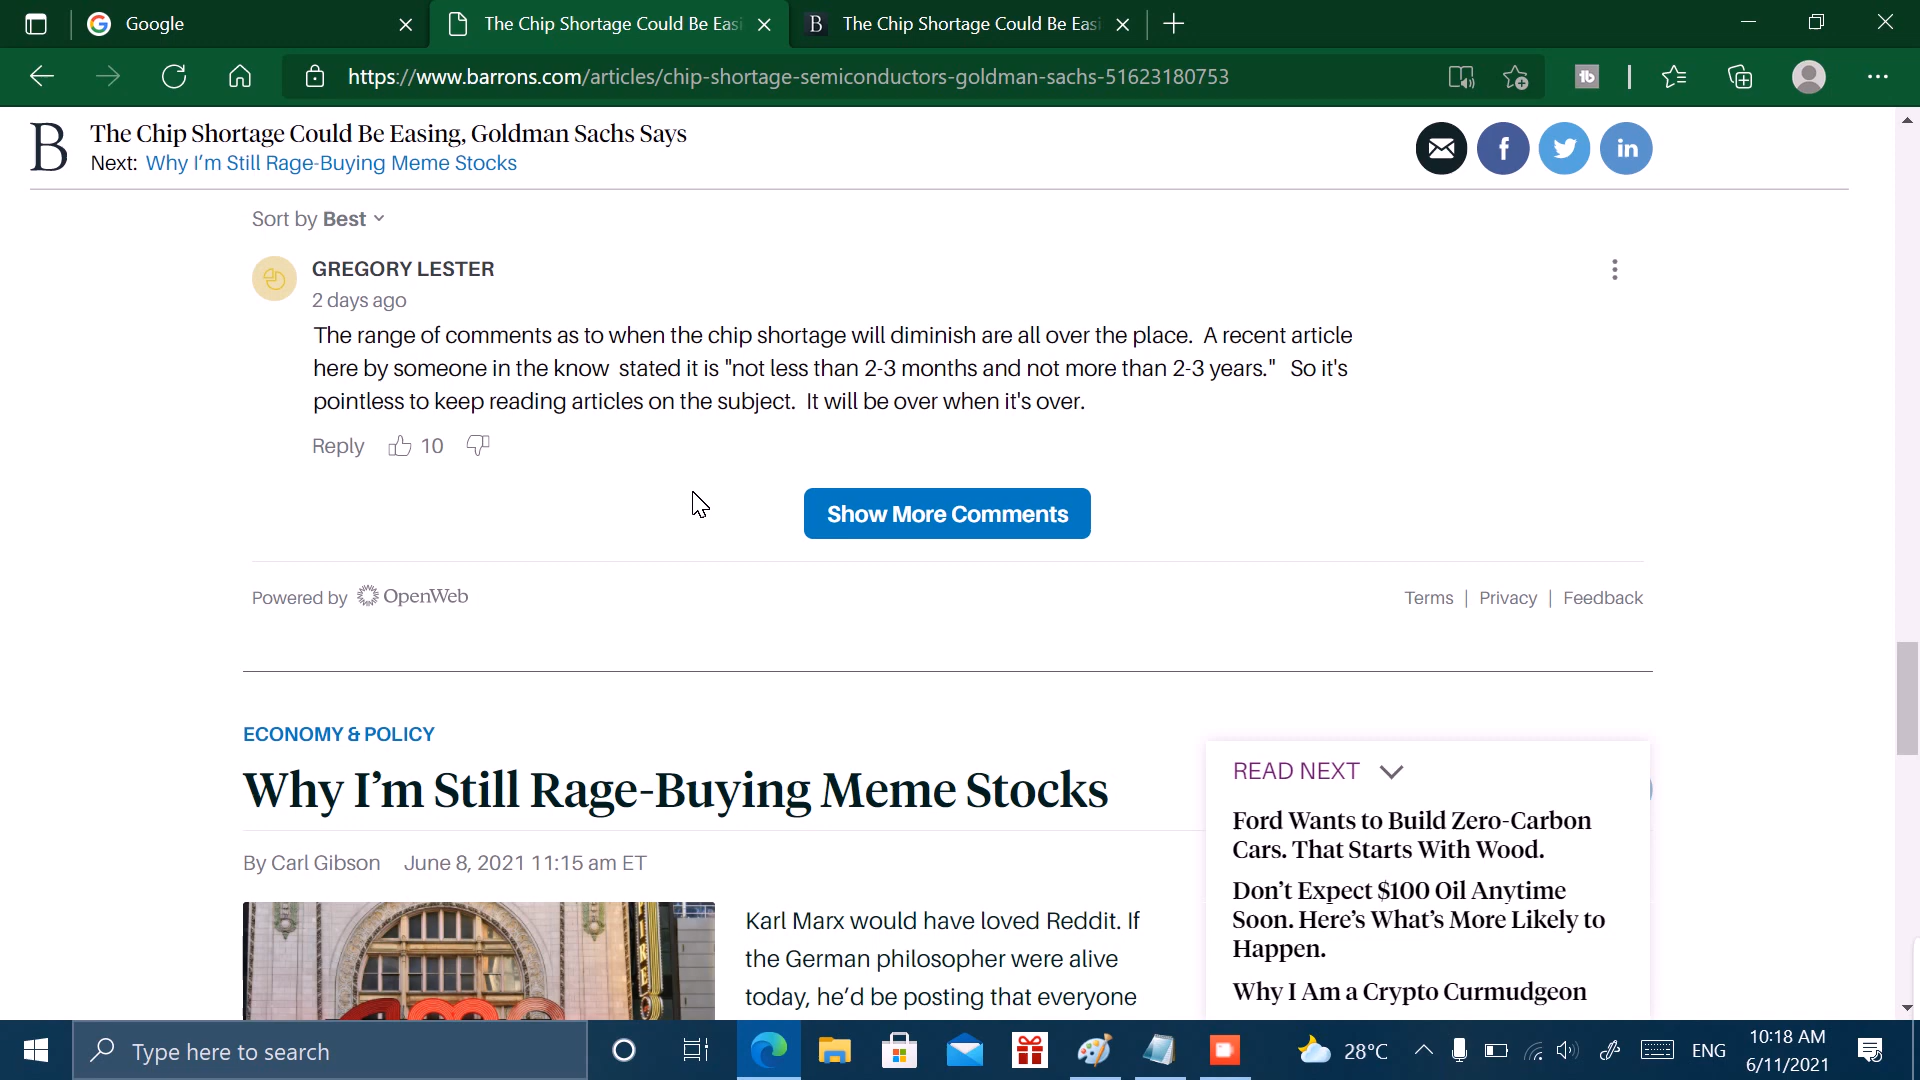 Google
The Chip Shortage Could Be Easi
The Chip Shortage Could Be Easi
https://www.barrons.com/articles/chip-shortage-semiconductors-goldman-sachs-51623180753
B
The Chip Shortage Could Be Easing, Goldman Sachs Says
Next: Why I'm Still Rage-Buying Meme Stocks
Sort by Best
GREGORY LESTER
2 days ago
The range of comments as to when the chip shortage will diminish are all over the place. A recent article
here by someone in the know stated it is "not less than 2-3 months and not more than 2-3 years." So it's
pointless to keep reading articles on the subject. It will be over when it's over.
Reply 10
Show More Comments
Powered by OpenWeb
Terms | Privacy | Feedback
ECONOMY & POLICY
Why I'm Still Rage-Buying Meme Stocks
By Carl Gibson June 8, 2021 11:15 am ET
Karl Marx would have loved Reddit. If
the German philosopher were alive
today, he'd be posting that everyone
READ NEXT
Ford Wants to Build Zero-Carbon
Cars. That Starts With Wood.
Don't Expect $100 Oil Anytime
Soon. Here's What's More Likely to
Happen.
Why I Am a Crypto Curmudgeon
Type here to search
28°C
ENG
10:18 AM
6/11/2021